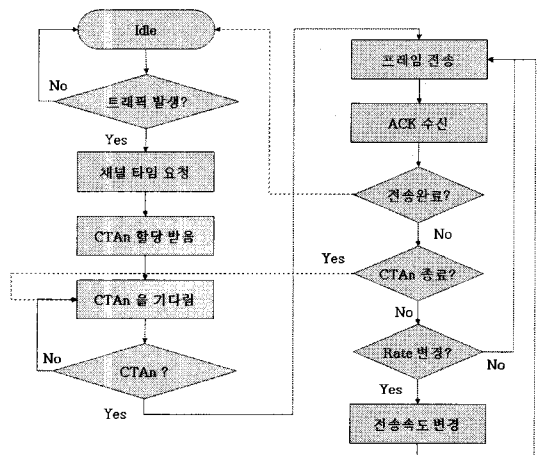 Idle
No
트래픽 발생?
Yes
채널 타임 요청
CTAn 할당 받음
CTAn 을 기다림
No
CTAn ?
Yes
프레임 전송
ACK 수신
전송완료?
No
Yes
CTAn 종료?
No
Rate 변경?
No
Yes
전송속도 변경